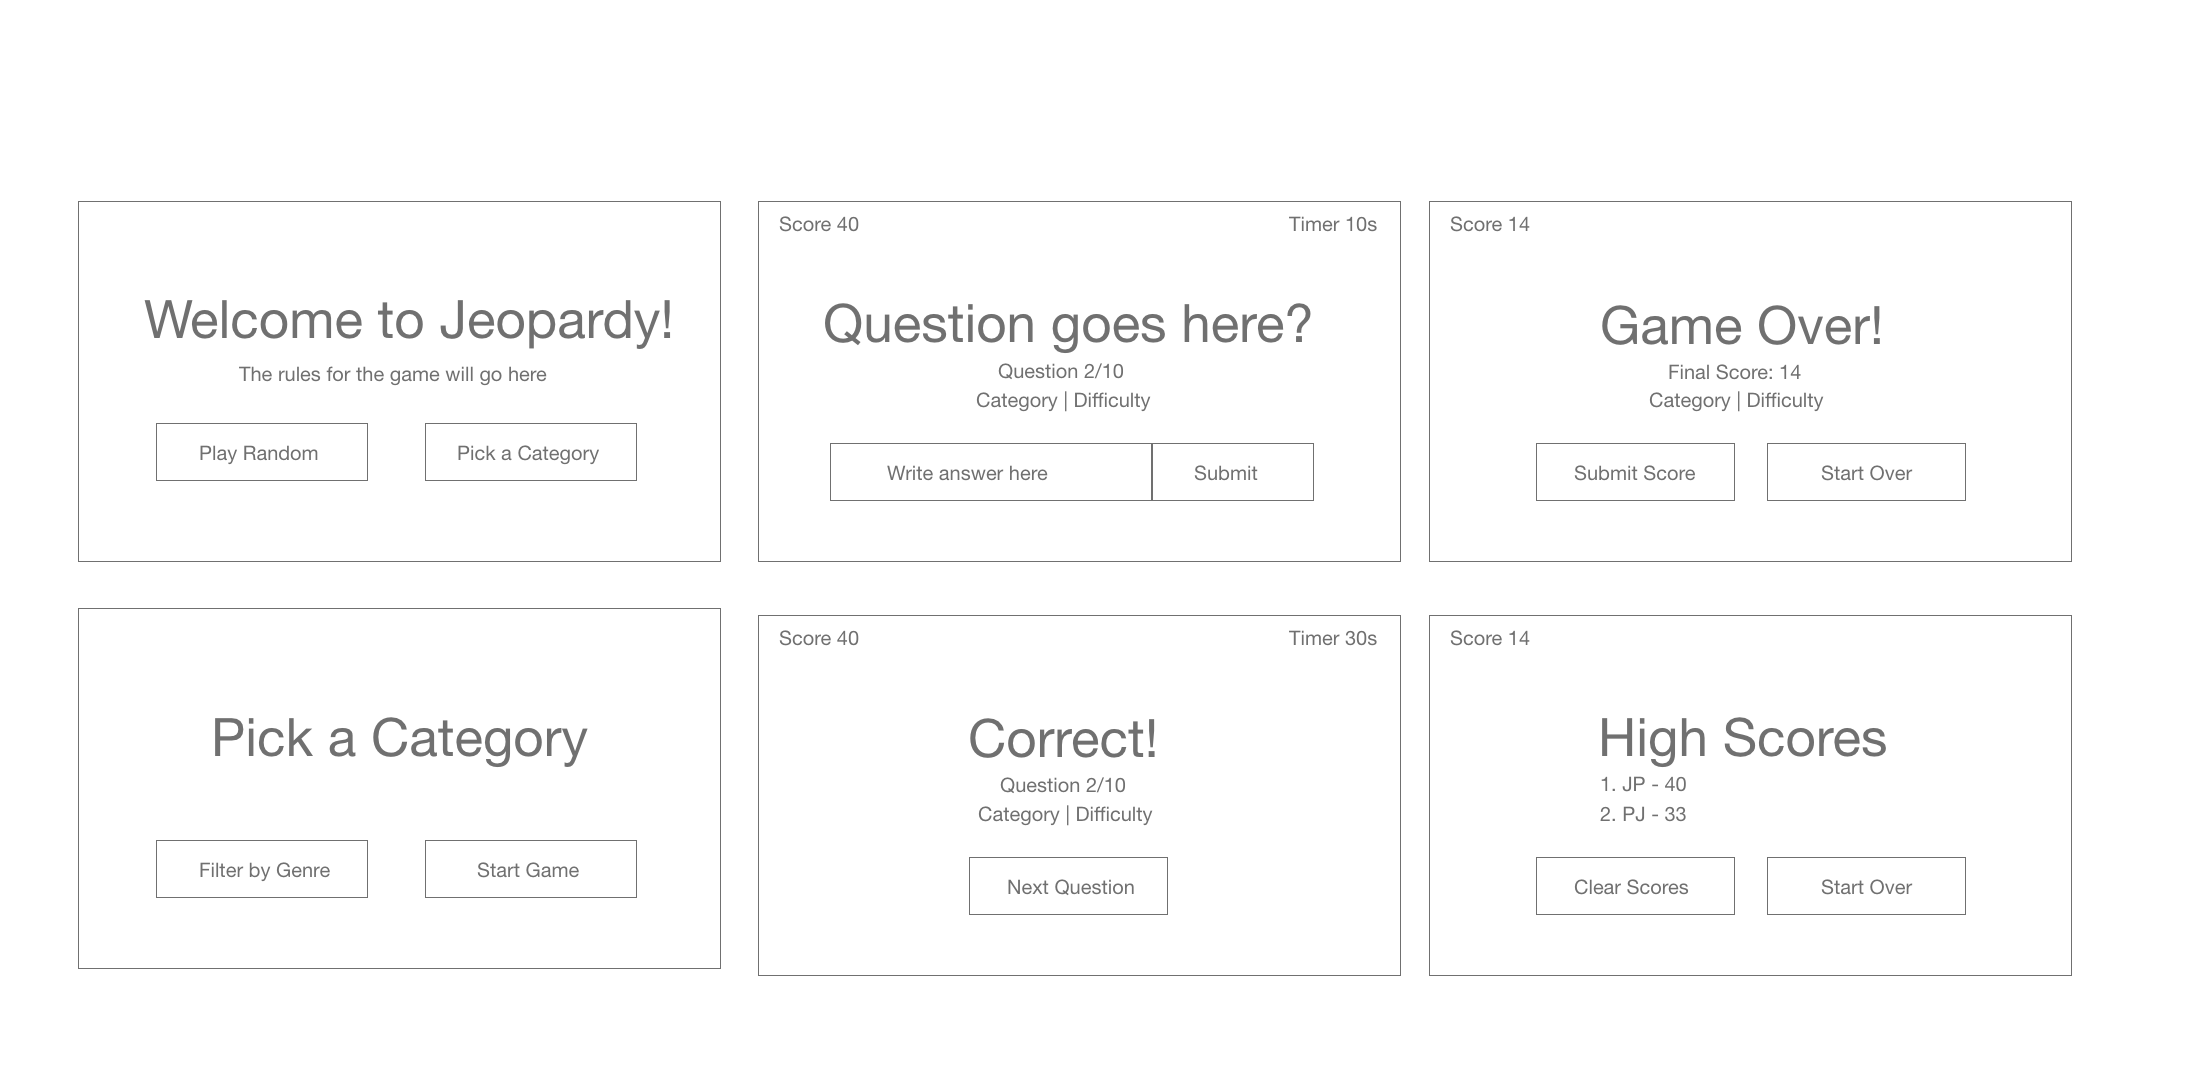 Welcome to Jeopardy!
The rules for the game will go here
Play Random
Pick a Category
Score 40
Timer 10s
Question goes here?
Question 2/10
Category | Difficulty
Write answer here
Submit
Score 14
Game Over!
Final Score: 14
Category | Difficulty
Submit Score
Start Over
Pick a Category
Filter by Genre
Start Game
Score 40
Timer 30s
Correct!
Question 2/10
Category | Difficulty
Next Question
Score 14
High Scores
1. JP - 40
2. PJ - 33
Clear Scores
Start Over